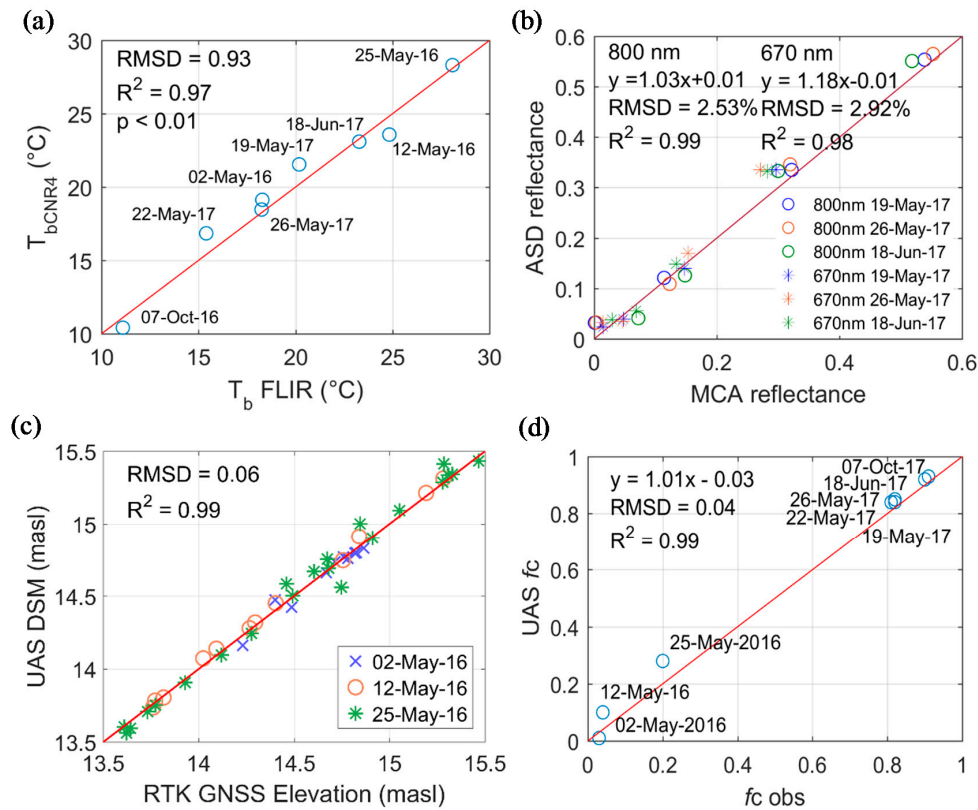 (a)
30
25
20
15
10
10
15
20
25
30
TbCNR4 (°C)
Tb FLIR (°C)
RMSD = 0.93
R2 = 0.97
p < 0.01
25-May-16
18-Jun-17
12-May-16
19-May-17
02-May-16
26-May-17
22-May-17
07-Oct-16
(b)
0.6
0.5
0.4
0.3
0.2
0.1
0
0
0.2
0.4
0.6
ASD reflectance
MCA reflectance
800 nm
y =1.03x+0.01
RMSD = 2.53%
R2 = 0.99
670 nm
y = 1.18x-0.01
RMSD = 2.92%
R2 = 0.98
800nm 19-May-17
800nm 26-May-17
800nm 18-Jun-17
670nm 19-May-17
670nm 26-May-17
670nm 18-Jun-17
(c)
15.5
15
14.5
14
13.5
13.5
14
14.5
15
15.5
UAS DSM (masl)
RTK GNSS Elevation (masl)
RMSD = 0.06
R2 = 0.99
02-May-16
12-May-16
25-May-16
(d)
1
0.8
0.6
0.4
0.2
0
0
0.2
0.4
0.6
0.8
1
UAS fc
fc obs
y = 1.01x - 0.03
RMSD = 0.04
R2 = 0.99
07-Oct-17
18-Jun-17
26-May-17
22-May-17
19-May-17
25-May-2016
12-May-16
02-May-2016